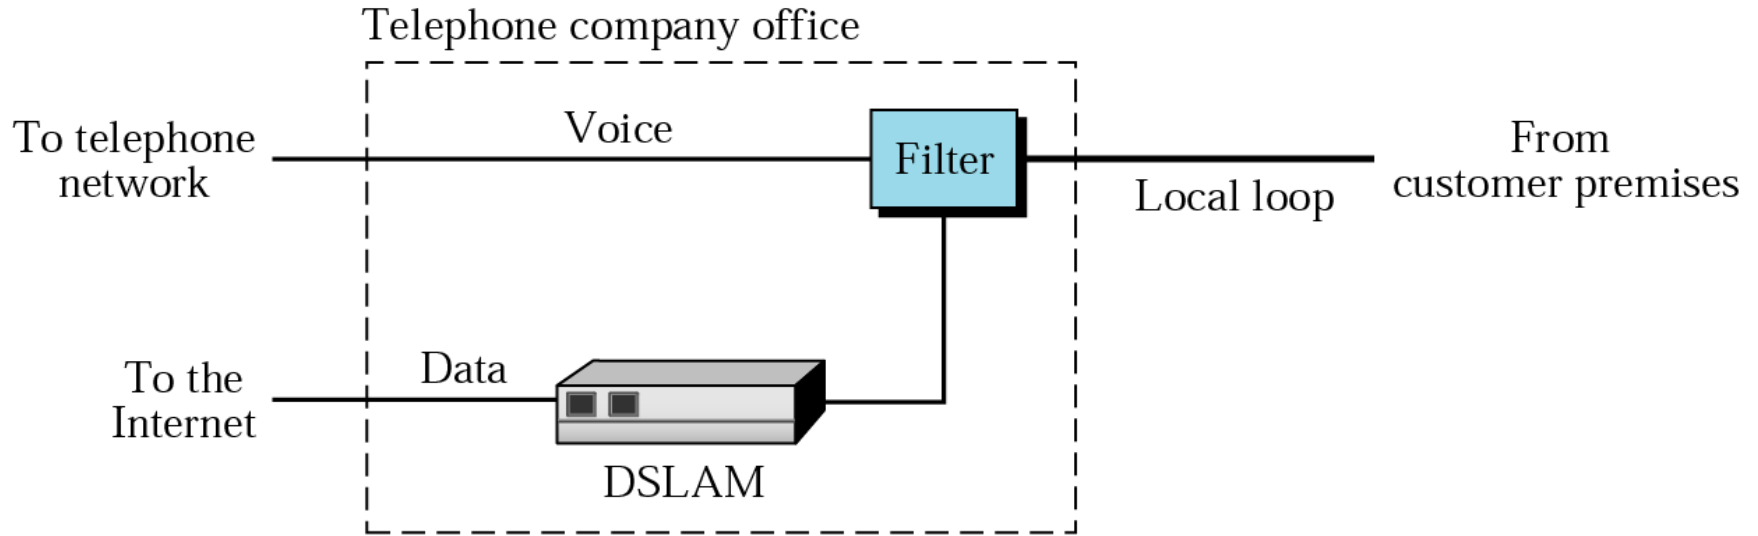 Telephone company office
To telephone
network
Voice
Filter
Local loop
From
customer premises
To the
Internet
Data
DSLAM